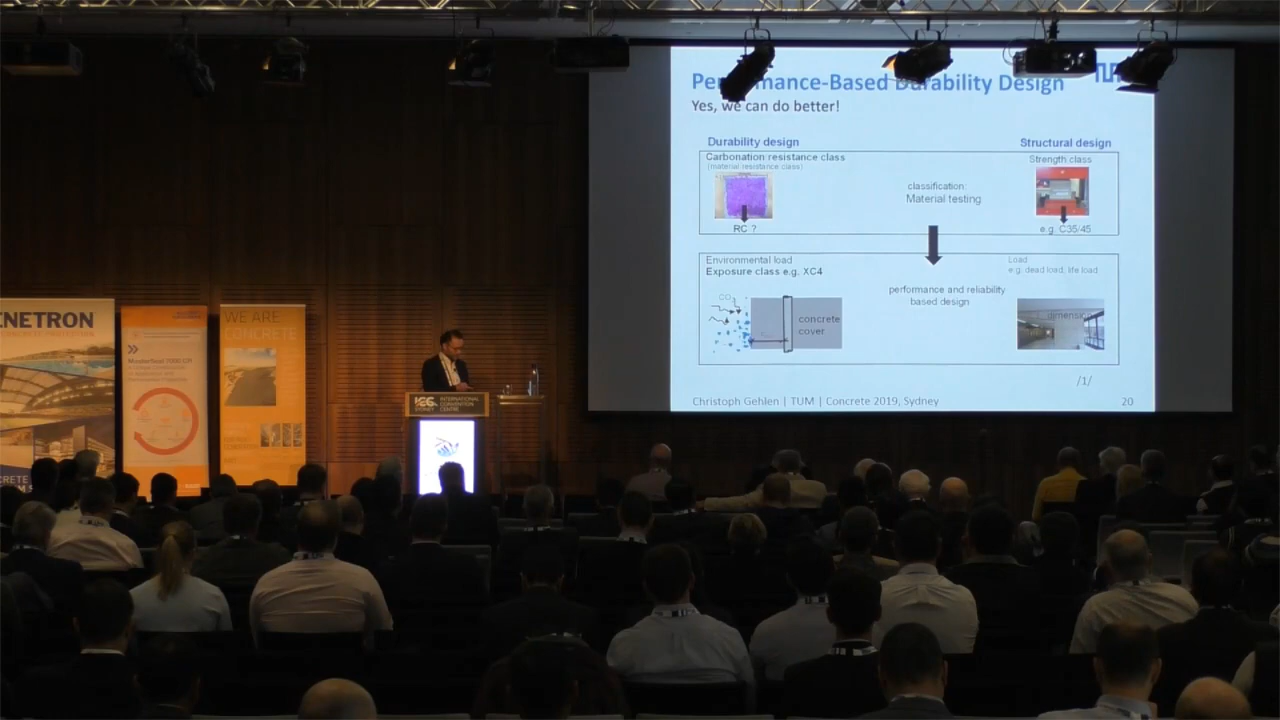 Performance-Based Durability Design
Yes, we can do better!
Durability design
Structural design
Carbonation resistance class
(material resistance class)
Strength class
classification:
Material testing
RC ?
e.g. C35/45
Environmental load
Exposure class e.g. XC4
Load
e.g. dead load, life load
performance and reliability
based design
CO2
concrete
cover
dimension
/1/
Christoph Gehlen | TUM | Concrete 2019, Sydney
20
ENETRON
WE ARE
CONCRETE
ICC
SYDNEY
INTERNATIONAL
CONVENTION
CENTRE